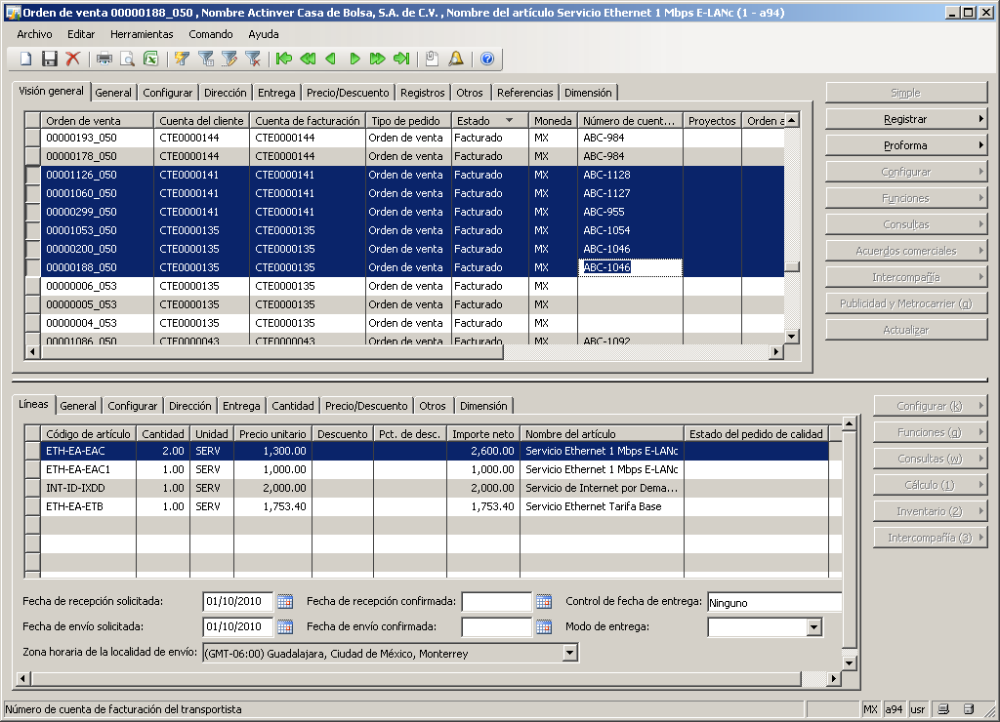 Orden de venta 00000188_050 , Nombre Actinver Casa de Bolsa, S.A. de C.V. , Nombre del artículo Servicio Ethernet 1 Mbps E-LANc (1 - a94)
Archivo Editar Herramientas Comando Ayuda
Visión general General Configurar Dirección Entrega Precio/Descuento Registros Otros Referencias Dimensión
Orden de venta Cuenta del cliente Cuenta de facturación Tipo de pedido Estado Moneda Número de cuent... Proyectos Orden a
00000193_050 CTE0000144 CTE0000144 Orden de venta Facturado MX ABC-984
00000178_050 CTE0000144 CTE0000144 Orden de venta Facturado MX ABC-984
00001126_050 CTE0000141 CTE0000141 Orden de venta Facturado MX ABC-1128
00001060_050 CTE0000141 CTE0000141 Orden de venta Facturado MX ABC-1127
00000299_050 CTE0000141 CTE0000141 Orden de venta Facturado MX ABC-955
00001053_050 CTE0000135 CTE0000135 Orden de venta Facturado MX ABC-1054
00000200_050 CTE0000135 CTE0000135 Orden de venta Facturado MX ABC-1046
00000188_050 CTE0000135 CTE0000135 Orden de venta Facturado MX ABC-1046
00000006_053 CTE0000135 CTE0000135 Orden de venta Facturado MX
00000005_053 CTE0000135 CTE0000135 Orden de venta Facturado MX
00000004_053 CTE0000135 CTE0000135 Orden de venta Facturado MX
00001086_050 CTE0000043 CTE0000043 Orden de venta Facturado MX ABC-1092
Simple
Registrar
Proforma
Configurar
Funciones
Consultas
Acuerdos comerciales
Intercompañía
Publicidad y Metrocarrier (q)
Actualizar
Líneas General Configurar Dirección Entrega Cantidad Precio/Descuento Otros Dimensión
Código de artículo Cantidad Unidad Precio unitario Descuento Pct. de desc. Importe neto Nombre del artículo Estado del pedido de calidad
ETH-EA-EAC 2.00 SERV 1,300.00 2,600.00 Servicio Ethernet 1 Mbps E-LANc
ETH-EA-EAC1 1.00 SERV 1,000.00 1,000.00 Servicio Ethernet 1 Mbps E-LANc
INT-ID-IXDD 1.00 SERV 2,000.00 2,000.00 Servicio de Internet por Dema...
ETH-EA-ETB 1.00 SERV 1,753.40 1,753.40 Servicio Ethernet Tarifa Base
Configurar (k)
Funciones (q)
Consultas (w)
Cálculo (1)
Inventario (2)
Intercompañía (3)
Fecha de recepción solicitada: 01/10/2010 Fecha de recepción confirmada: Control de fecha de entrega: Ninguno
Fecha de envío solicitada: 01/10/2010 Fecha de envío confirmada: Modo de entrega:
Zona horaria de la localidad de envío: (GMT-06:00) Guadalajara, Ciudad de México, Monterrey
Número de cuenta de facturación del transportista MX a94 usr